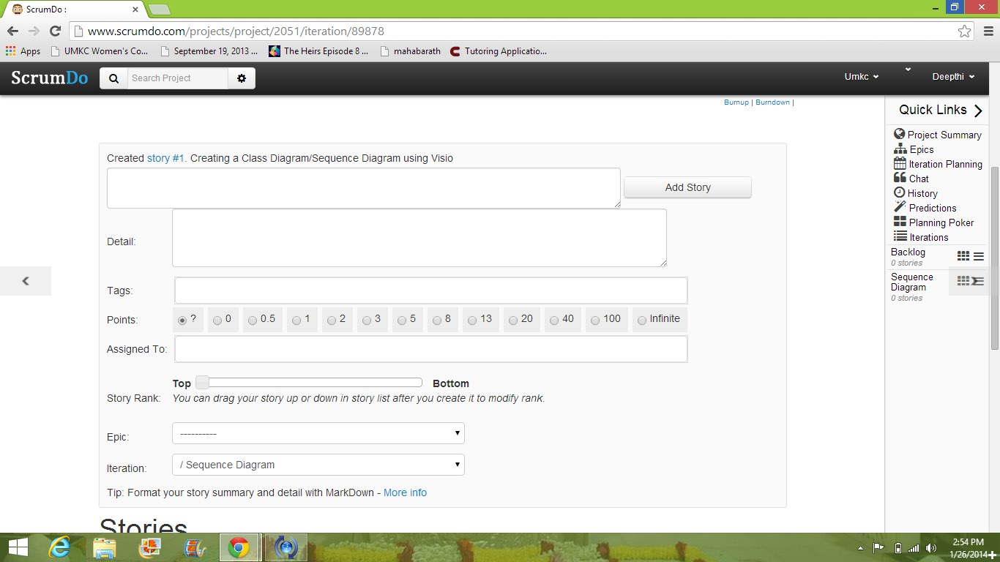 ScrumDo :
www.scrumdo.com/projects/project/2051/iteration/89878
Apps UMKC Women's Co... September 19, 2013 ... The Heirs Episode 8 ... mahabarath Tutoring Applicatio...
ScrumDo Search Project Umkc Deepthi
Burnup | Burndown |
Quick Links
Project Summary
Epics
Iteration Planning
Chat
History
Predictions
Planning Poker
Iterations
Backlog
0 stories
Sequence
Diagram
0 stories
Created story #1. Creating a Class Diagram/Sequence Diagram using Visio
Add Story
Detail:
Tags:
Points: ? 0 0.5 1 2 3 5 8 13 20 40 100 Infinite
Assigned To:
Top Bottom
Story Rank: You can drag your story up or down in story list after you create it to modify rank.
Epic: ----------
Iteration: / Sequence Diagram
Tip: Format your story summary and detail with MarkDown - More info
Stories
2:54 PM
1/26/2014